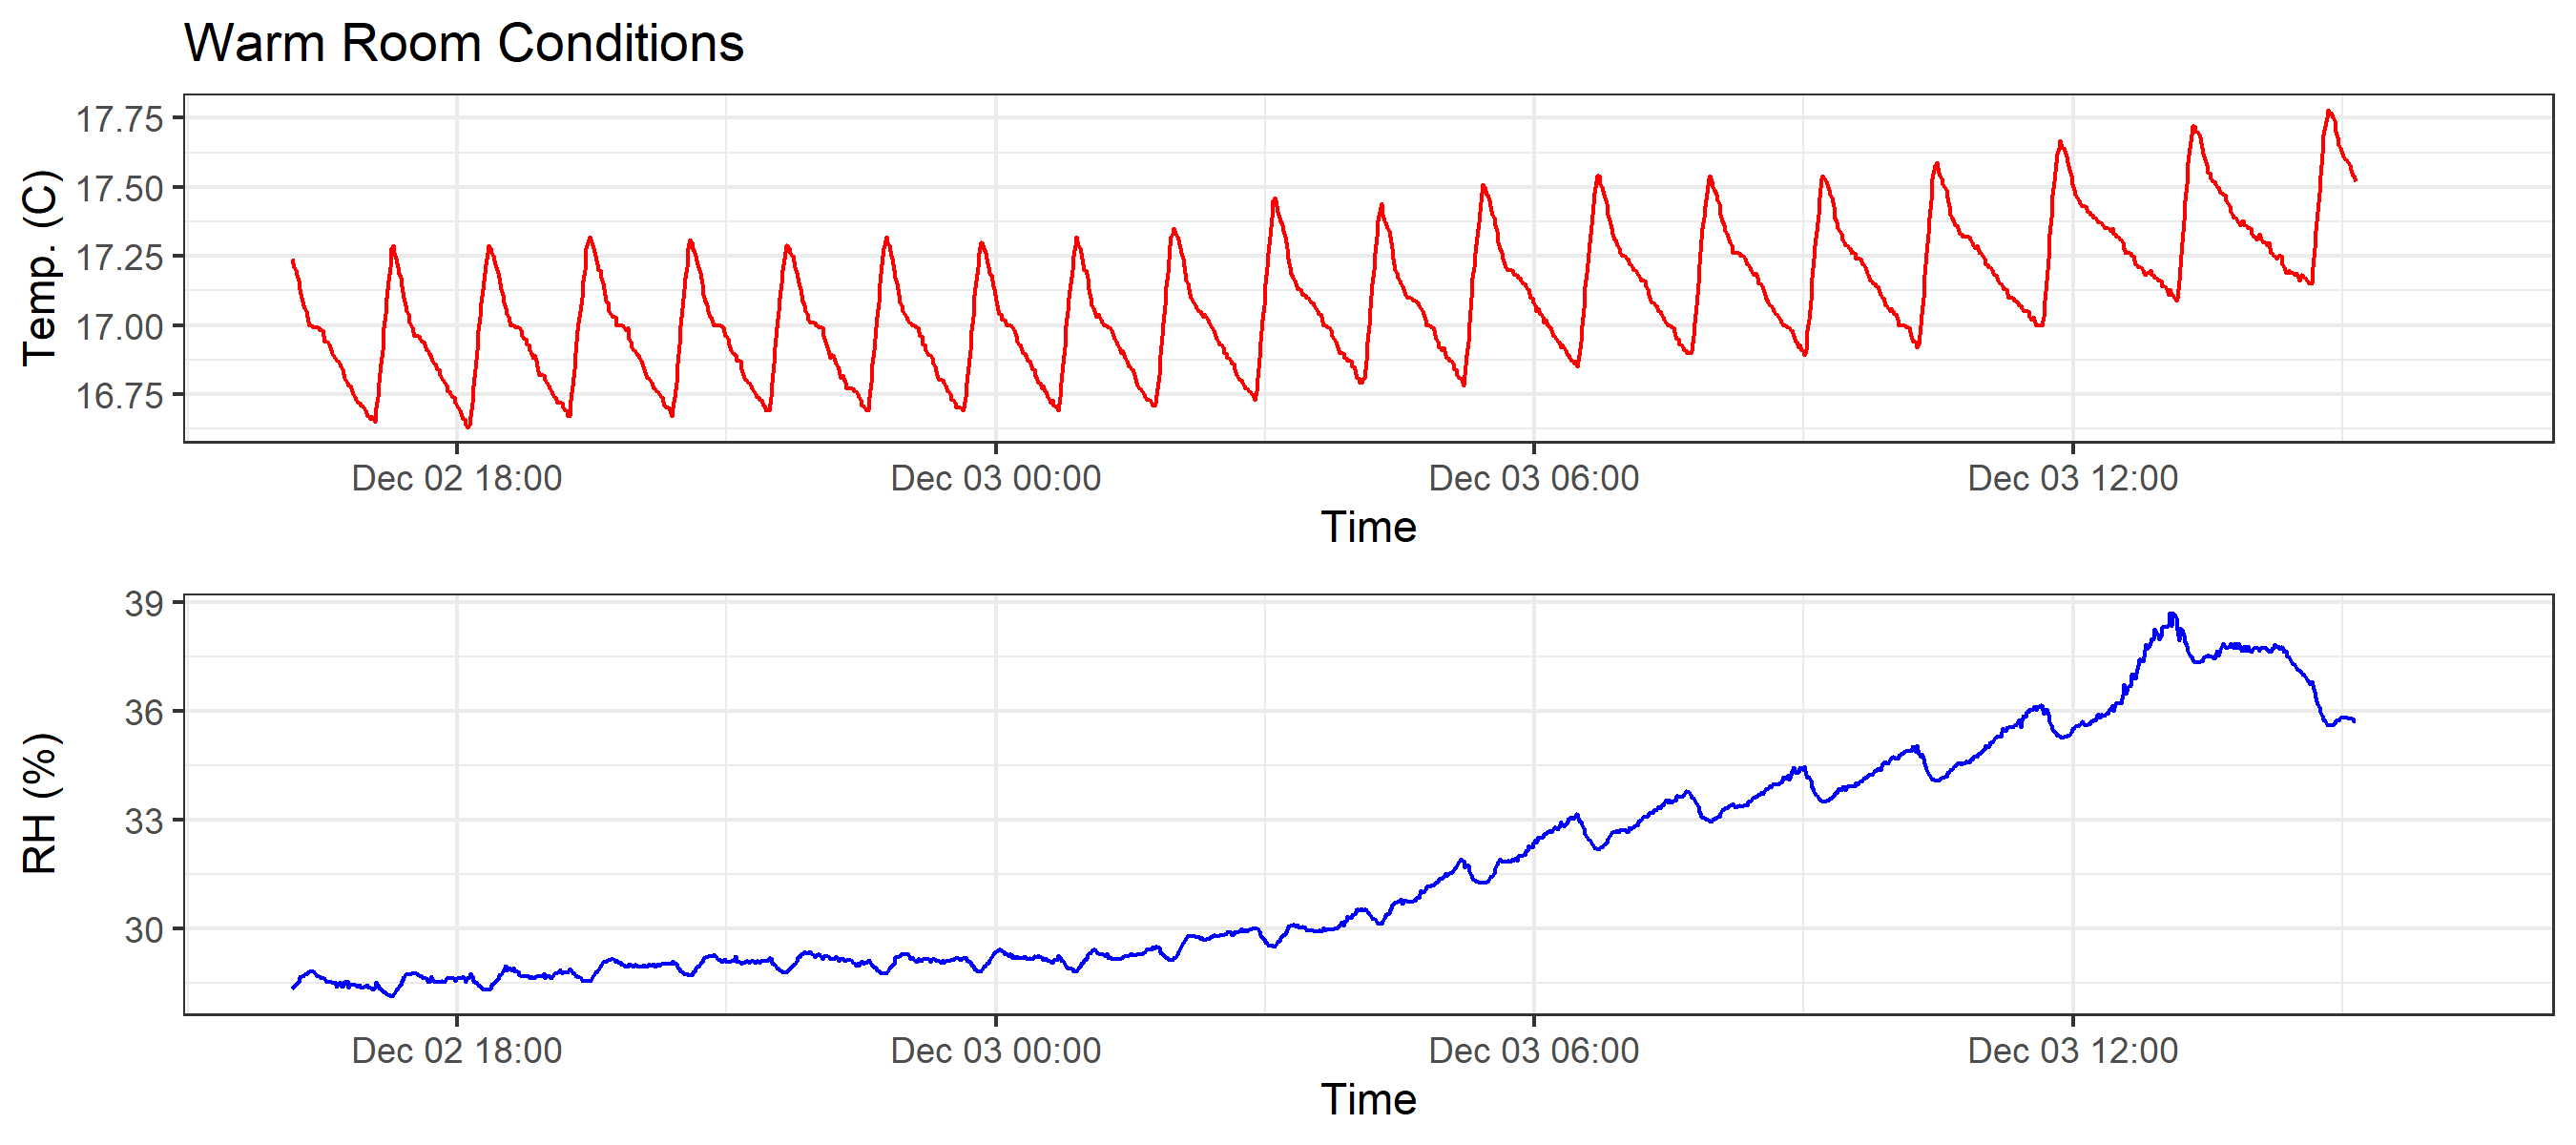 Warm Room Conditions
Temp. (C)
17.75
17.50
17.25
17.00
16.75
Dec 02 18:00 Dec 03 00:00 Dec 03 06:00 Dec 03 12:00
Time
RH (%)
39
36
33
30
Dec 02 18:00 Dec 03 00:00 Dec 03 06:00 Dec 03 12:00
Time